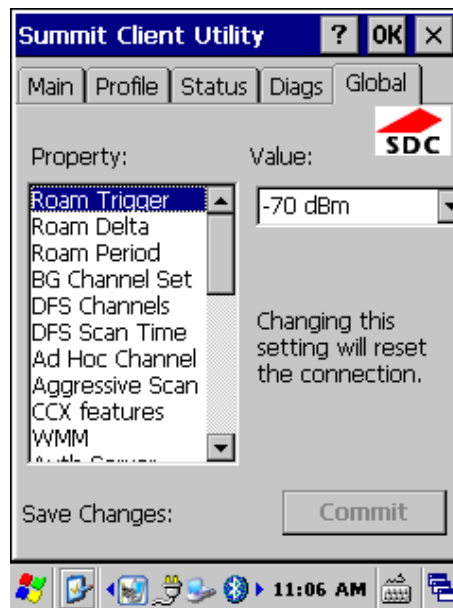 Summit Client Utility ? OK ×
Main Profile Status Diags Global
SDC
Property:
Value:
Roam Trigger
Roam Delta
Roam Period
BG Channel Set
DFS Channels
DFS Scan Time
Ad Hoc Channel
Aggressive Scan
CCX features
WMM
Auth Server
-70 dBm
Changing this
setting will reset
the connection.
Save Changes:
Commit
11:06 AM